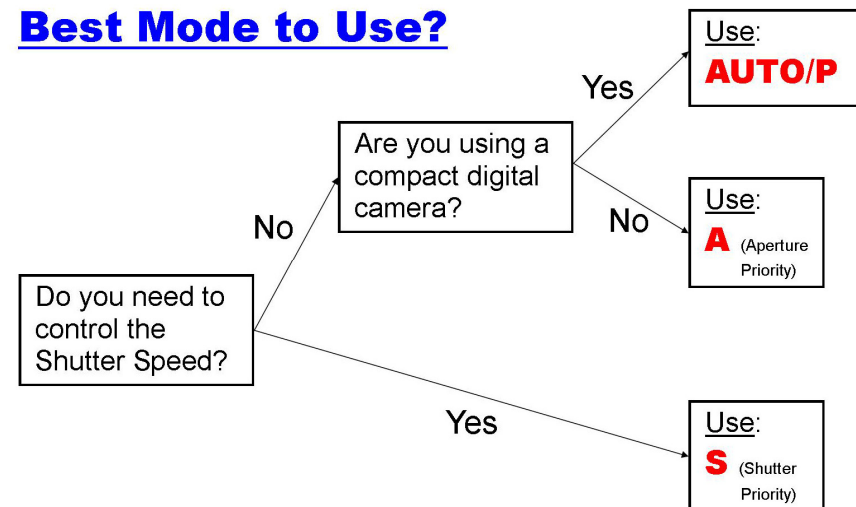 Best Mode to Use?
Use:
AUTO/P
Yes
Are you using a
compact digital
camera?
Use:
A (Aperture
Priority)
No
No
Do you need to
control the
Shutter Speed?
Yes
Use:
S (Shutter
Priority)